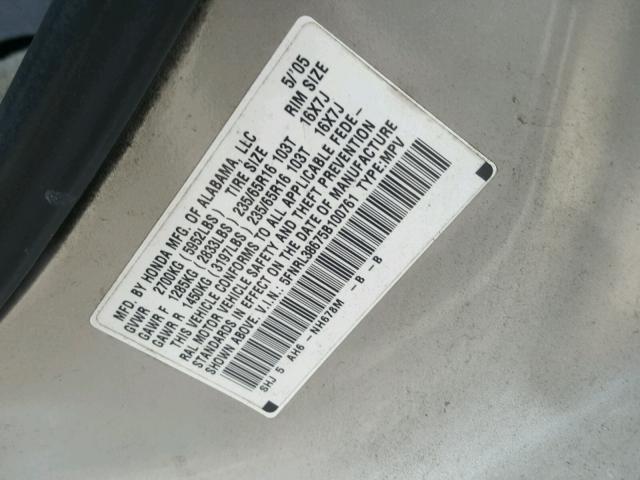 MFD. BY HONDA MFG. OF ALABAMA, LLC 5/'05
GVWR 2700KG (5952LBS) TIRE SIZE RIM SIZE
GAWR F 1285KG (2833LBS) 235/65R16 103T 16X7J
GAWR R 1450KG (3197LBS) 235/65R16 103T 16X7J
THIS VEHICLE CONFORMS TO ALL APPLICABLE FEDE-
RAL MOTOR VEHICLE SAFETY AND THEFT PREVENTION
STANDARDS IN EFFECT ON THE DATE OF MANUFACTURE
SHOWN ABOVE. V.I.N. 5FNRL38675B100761 TYPE:MPV
SHJ 5 AH6 - NH678M - B - B